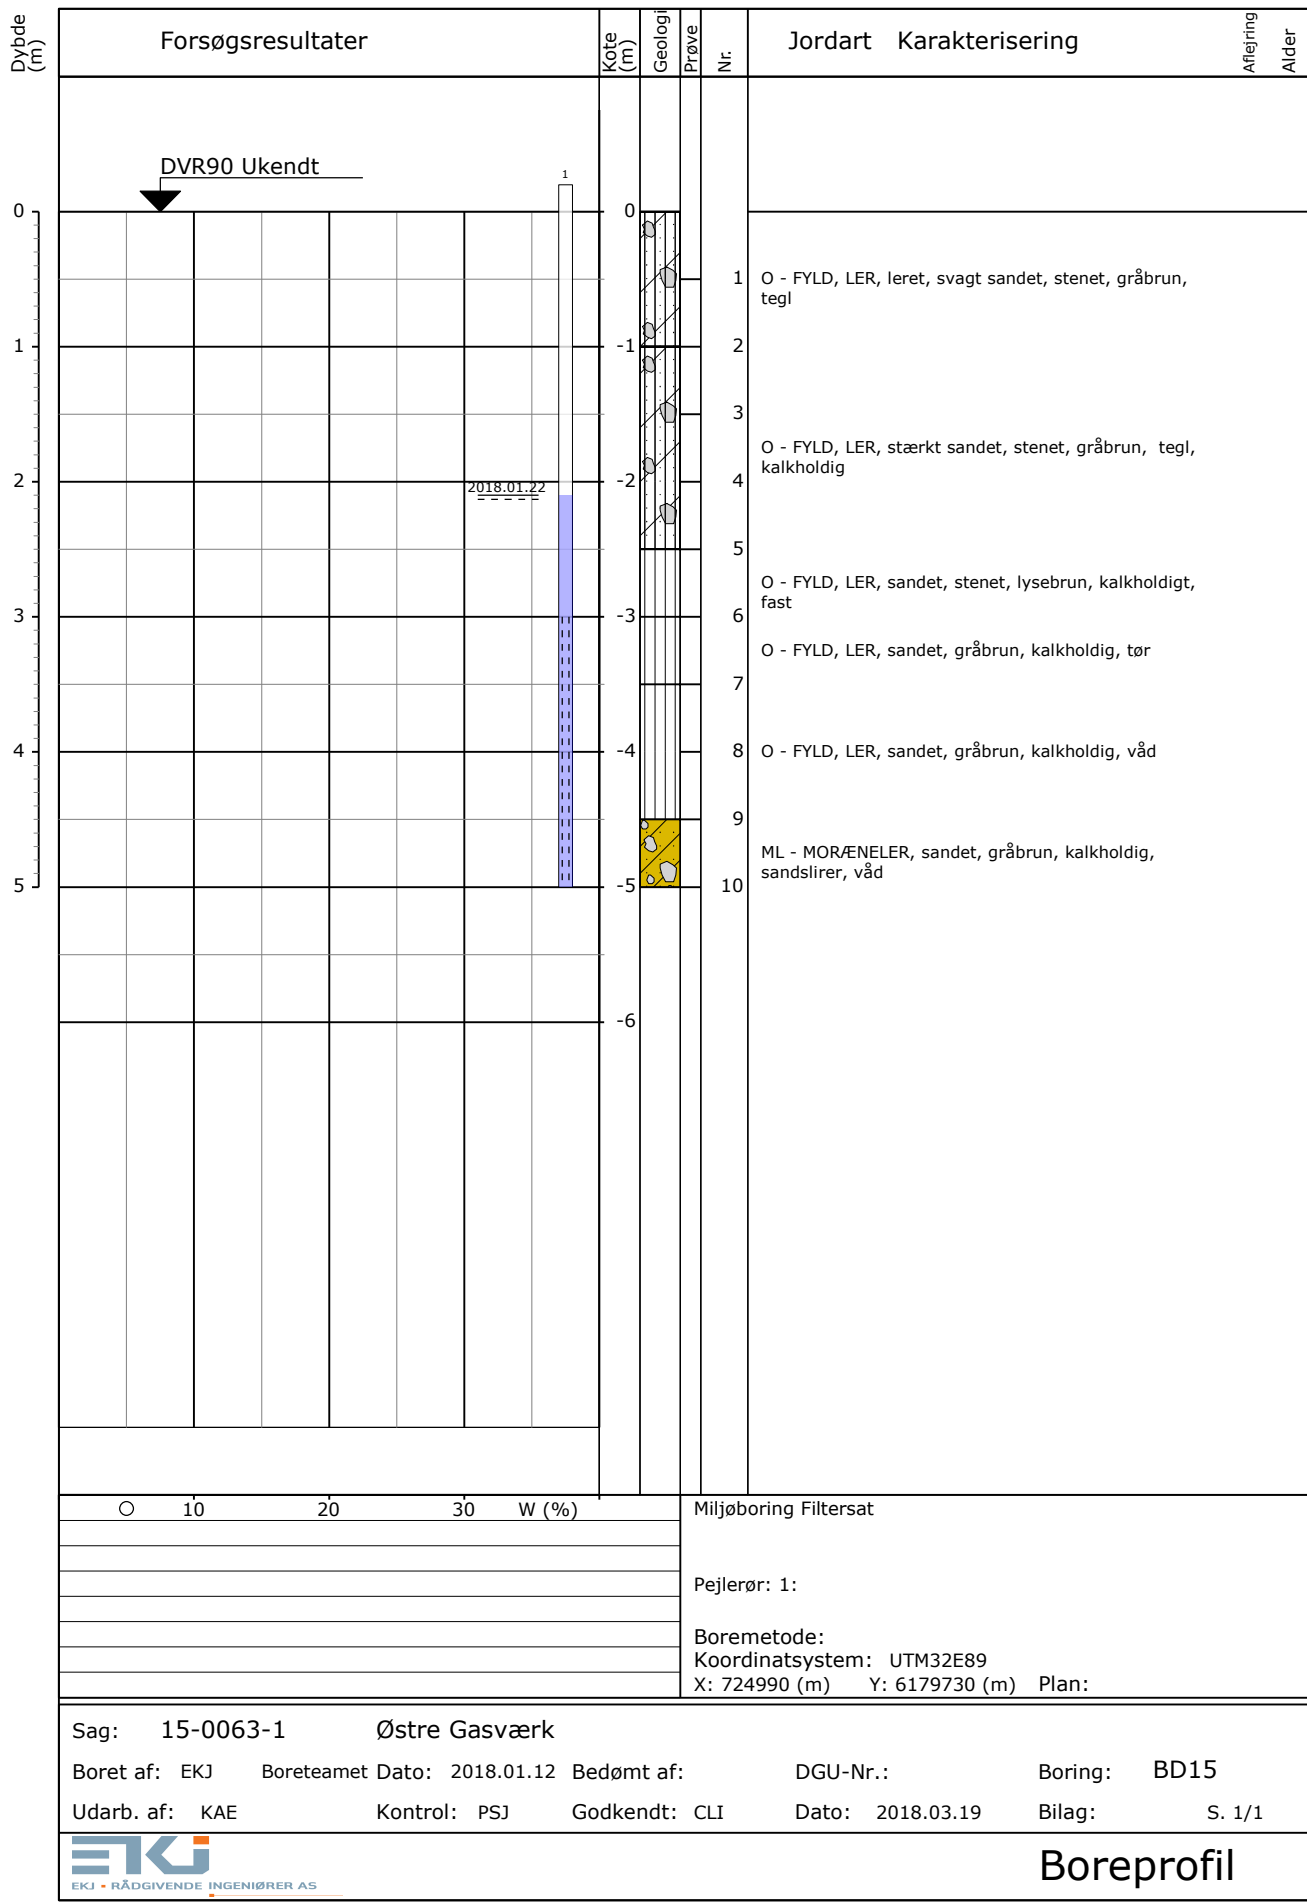 Dybde
(m)
Forsøgsresultater
Kote
(m)
Geologi
Prøve
Nr.
Jordart Karakterisering
Aflejring
Alder
DVR90 Ukendt
1
0
0
1 O - FYLD, LER, leret, svagt sandet, stenet, gråbrun,
tegl
1
-1
2
3
O - FYLD, LER, stærkt sandet, stenet, gråbrun, tegl,
kalkholdig
2
2018.01.22
-2
4
5
O - FYLD, LER, sandet, stenet, lysebrun, kalkholdigt,
fast
3
-3
6
O - FYLD, LER, sandet, gråbrun, kalkholdig, tør
7
4
-4
8 O - FYLD, LER, sandet, gråbrun, kalkholdig, våd
9
ML - MORÆNELER, sandet, gråbrun, kalkholdig,
sandslirer, våd
5
-5
10
-6
10 20 30 W (%)
Miljøboring Filtersat
Pejlerør: 1:
Boremetode:
Koordinatsystem: UTM32E89
X: 724990 (m) Y: 6179730 (m) Plan:
Sag: 15-0063-1 Østre Gasværk
Boret af: EKJ Boreteamet Dato: 2018.01.12 Bedømt af: DGU-Nr.: Boring: BD15
Udarb. af: KAE Kontrol: PSJ Godkendt: CLI Dato: 2018.03.19 Bilag: S. 1/1
EKJ
EKJ - RÅDGIVENDE INGENIØRER AS
Boreprofil